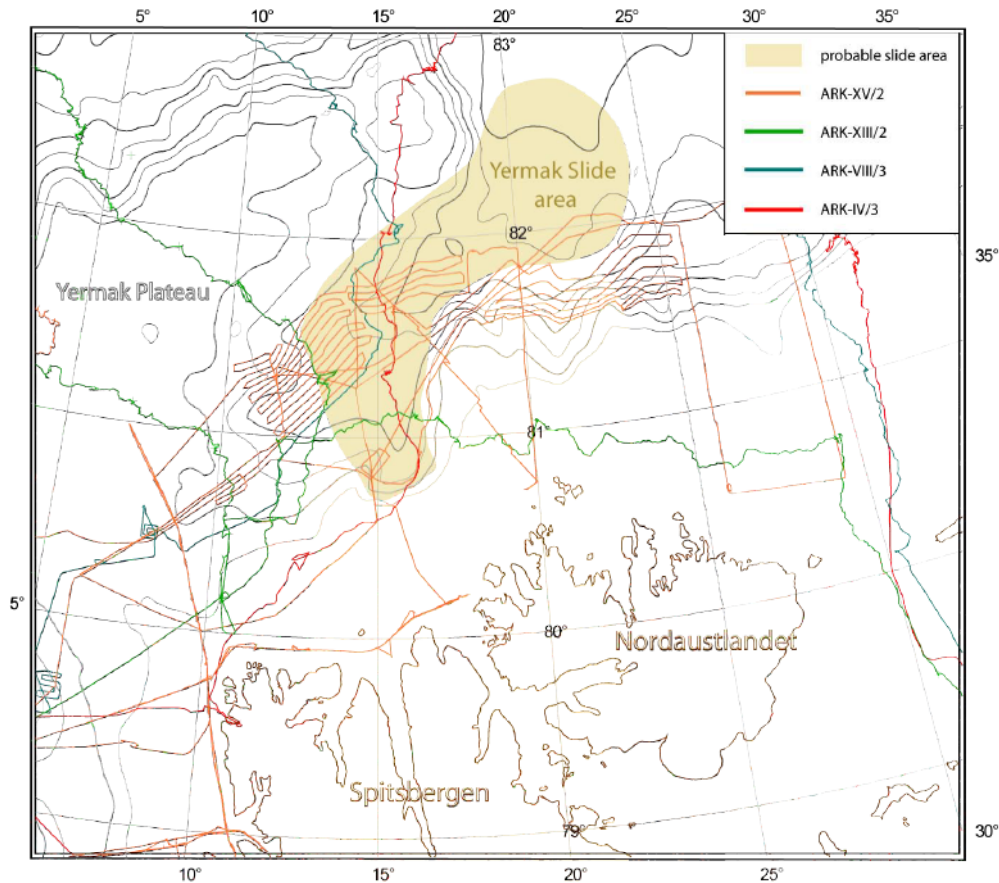 5° 10° 15° 20° 25° 30° 35°
83°
probable slide area
ARK-XV/2
ARK-XIII/2
ARK-VIII/3
ARK-IV/3
Yermak Slide
area
82°
35°
Yermak Plateau
81°
5°
80°
Nordaustlandet
Spitsbergen
79°
30°
10° 15° 20° 25°